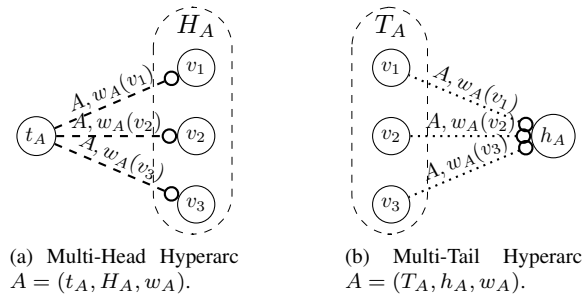 H_A
v_1
A, w_A(v_1)
t_A
A, w_A(v_2)
v_2
A, w_A(v_3)
v_3
(a) Multi-Head Hyperarc
A = (t_A, H_A, w_A).
T_A
v_1
A, w_A(v_1)
v_2
A, w_A(v_2)
h_A
A, w_A(v_3)
v_3
(b) Multi-Tail Hyperarc
A = (T_A, h_A, w_A).